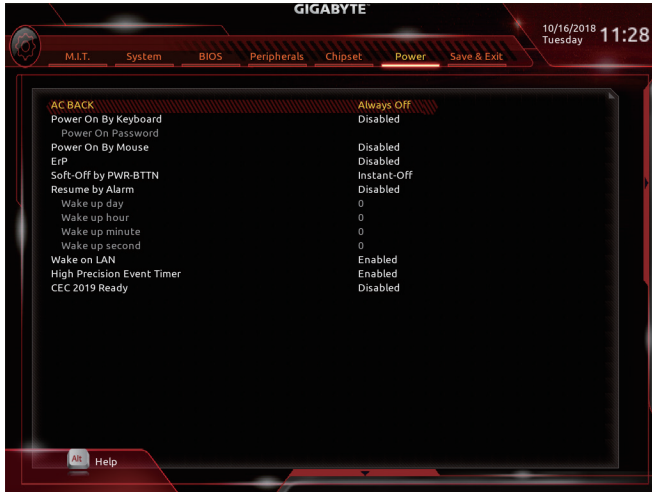 GIGABYTE™
10/16/2018 11:28
Tuesday
M.I.T. System BIOS Peripherals Chipset Power Save & Exit
AC BACK Always Off
Power On By Keyboard Disabled
Power On Password
Power On By Mouse Disabled
ErP Disabled
Soft-Off by PWR-BTTN Instant-Off
Resume by Alarm Disabled
Wake up day 0
Wake up hour 0
Wake up minute 0
Wake up second 0
Wake on LAN Enabled
High Precision Event Timer Enabled
CEC 2019 Ready Disabled
Alt Help